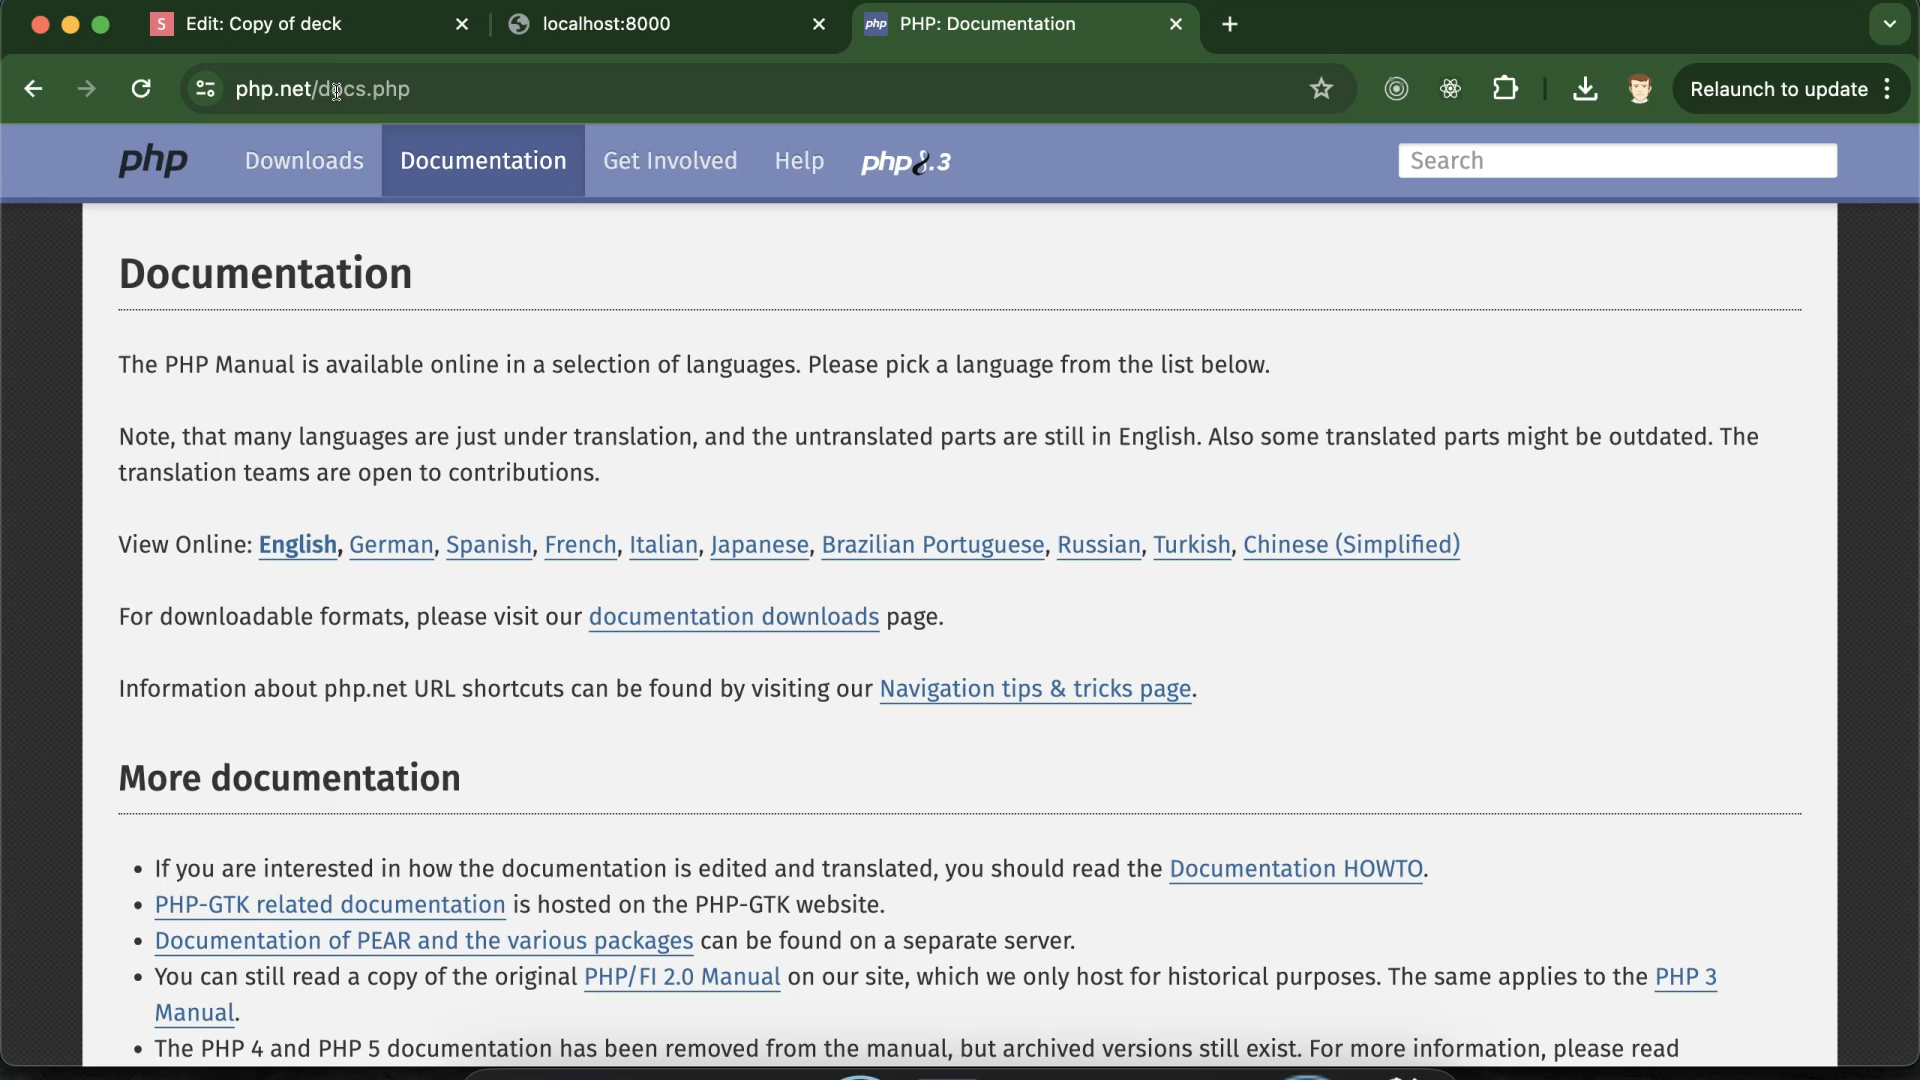 S Edit: Copy of deck
localhost:8000
php PHP: Documentation
php.net/docs.php
Relaunch to update
php Downloads Documentation Get Involved Help php8.3 Search
Documentation
The PHP Manual is available online in a selection of languages. Please pick a language from the list below.
Note, that many languages are just under translation, and the untranslated parts are still in English. Also some translated parts might be outdated. The
translation teams are open to contributions.
View Online: English, German, Spanish, French, Italian, Japanese, Brazilian Portuguese, Russian, Turkish, Chinese (Simplified)
For downloadable formats, please visit our documentation downloads page.
Information about php.net URL shortcuts can be found by visiting our Navigation tips & tricks page.
More documentation
• If you are interested in how the documentation is edited and translated, you should read the Documentation HOWTO.
• PHP-GTK related documentation is hosted on the PHP-GTK website.
• Documentation of PEAR and the various packages can be found on a separate server.
• You can still read a copy of the original PHP/FI 2.0 Manual on our site, which we only host for historical purposes. The same applies to the PHP 3
Manual.
• The PHP 4 and PHP 5 documentation has been removed from the manual, but archived versions still exist. For more information, please read